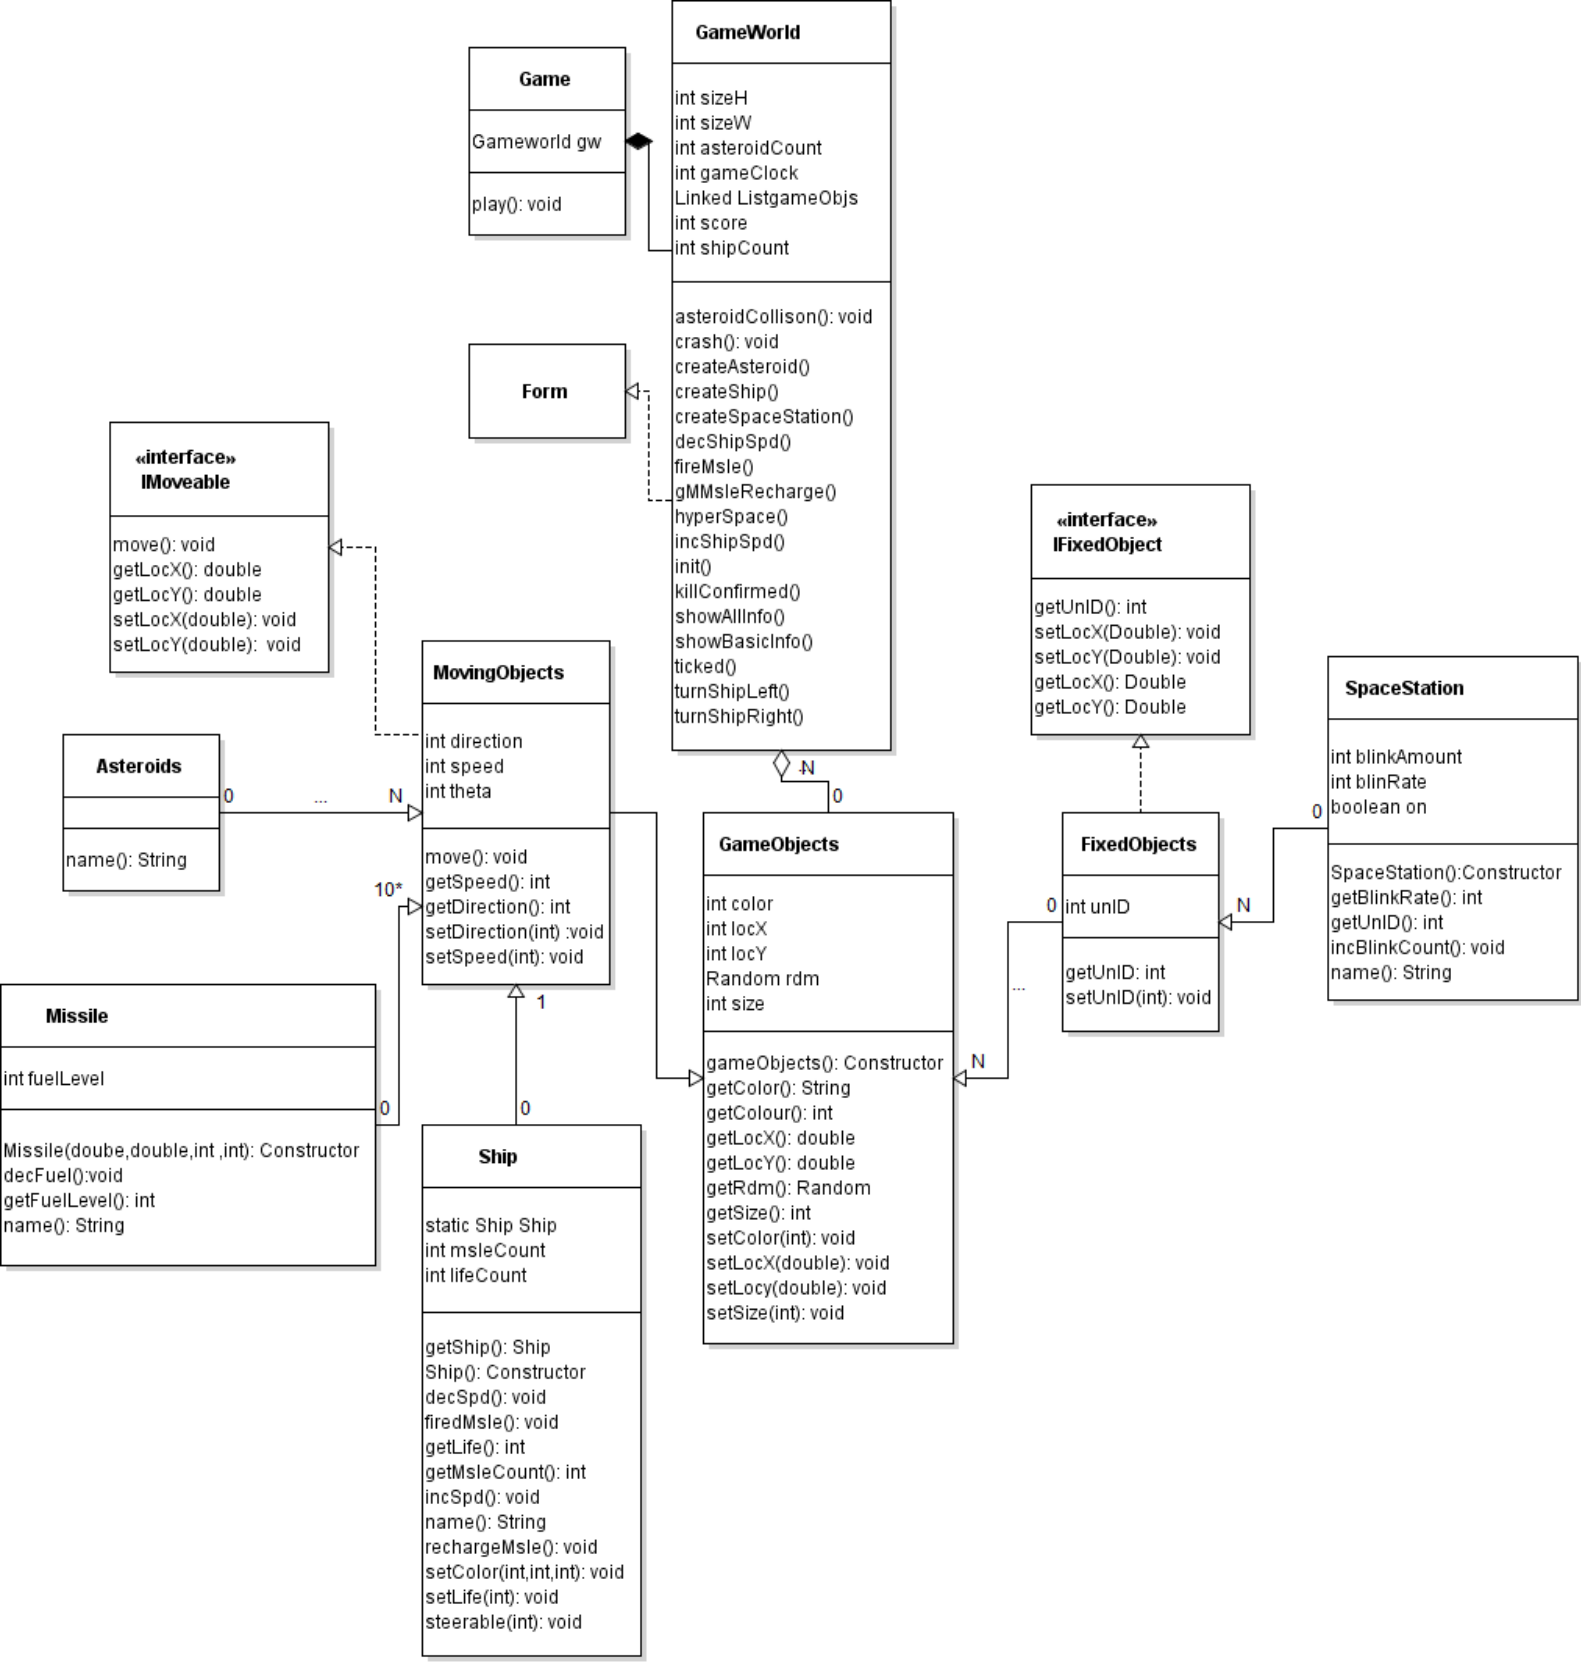 GameWorld
int sizeH
int sizeW
int asteroidCount
int gameClock
Linked ListgameObjs
int score
int shipCount
asteroidCollison(): void
crash(): void
createAsteroid()
createShip()
createSpaceStation()
decShipSpd()
fireMsle()
gMMsleRecharge()
hyperSpace()
incShipSpd()
init()
killConfirmed()
showAllInfo()
showBasicInfo()
ticked()
turnShipLeft()
turnShipRight()
Game
Gameworld gw
play(): void
Form
«interface»
IMoveable
move(): void
getLocX(): double
getLocY(): double
setLocX(double): void
setLocY(double):  void
«interface»
IFixedObject
getUnID(): int
setLocX(Double): void
setLocY(Double): void
getLocX(): Double
getLocY(): Double
MovingObjects
int direction
int speed
int theta
move(): void
getSpeed(): int
getDirection(): int
setDirection(int) :void
setSpeed(int): void
SpaceStation
int blinkAmount
int blinRate
boolean on
SpaceStation():Constructor
getBlinkRate(): int
getUnID(): int
incBlinkCount(): void
name(): String
Asteroids
name(): String
0 ... N
10*
0
1
0
N
0
GameObjects
int color
int locX
int locY
Random rdm
int size
gameObjects(): Constructor
getColor(): String
getColour(): int
getLocX(): double
getLocY(): double
getRdm(): Random
getSize(): int
setColor(int): void
setLocX(double): void
setLocy(double): void
setSize(int): void
FixedObjects
int unID
getUnID: int
setUnID(int): void
0
...
N
0
N
Missile
int fuelLevel
Missile(doube,double,int ,int): Constructor
decFuel():void
getFuelLevel(): int
name(): String
Ship
static Ship Ship
int msleCount
int lifeCount
getShip(): Ship
Ship(): Constructor
decSpd(): void
firedMsle(): void
getLife(): int
getMsleCount(): int
incSpd(): void
name(): String
rechargeMsle(): void
setColor(int,int,int): void
setLife(int): void
steerable(int): void